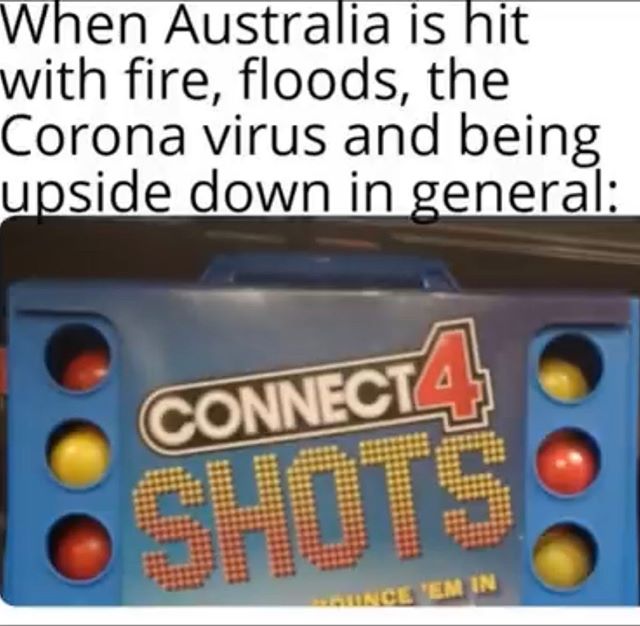 When Australia is hit
with fire, floods, the
Corona virus and being
upside down in general:
CONNECT 4
SHOTS
BOUNCE 'EM IN